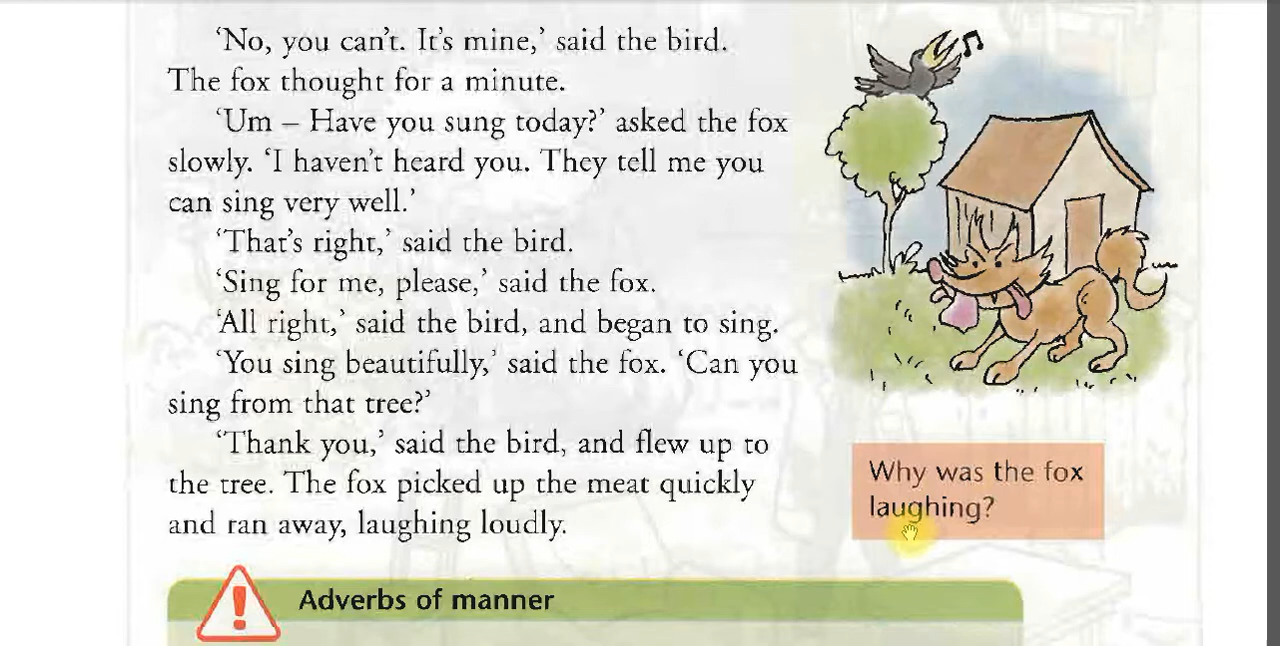 ‘No, you can’t. It’s mine,’ said the bird.
The fox thought for a minute.
‘Um – Have you sung today?’ asked the fox
slowly. ‘I haven’t heard you. They tell me you
can sing very well.’
‘That’s right,’ said the bird.
‘Sing for me, please,’ said the fox.
‘All right,’ said the bird, and began to sing.
‘You sing beautifully,’ said the fox. ‘Can you
sing from that tree?’
‘Thank you,’ said the bird, and flew up to
the tree. The fox picked up the meat quickly
and ran away, laughing loudly.
Why was the fox
laughing?
Adverbs of manner